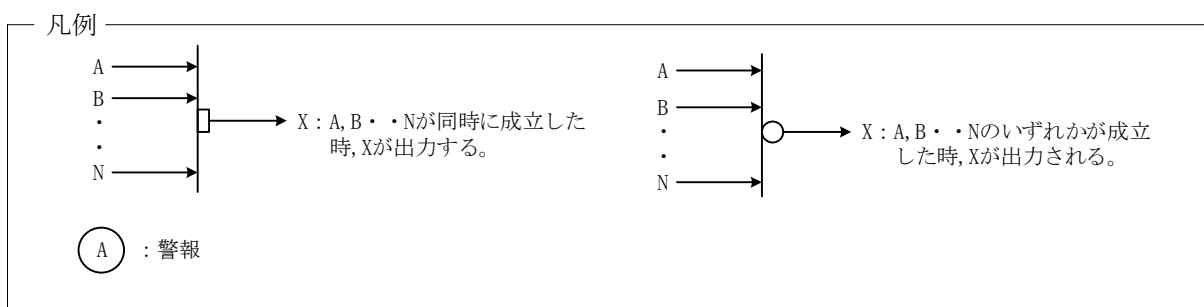 凡例
A
B
・
・
N
X：A,B・・Nが同時に成立した
時,Xが出力する。
A
B
・
・
N
X：A,B・・Nのいずれかが成立
した時,Xが出力される。
A ：警報